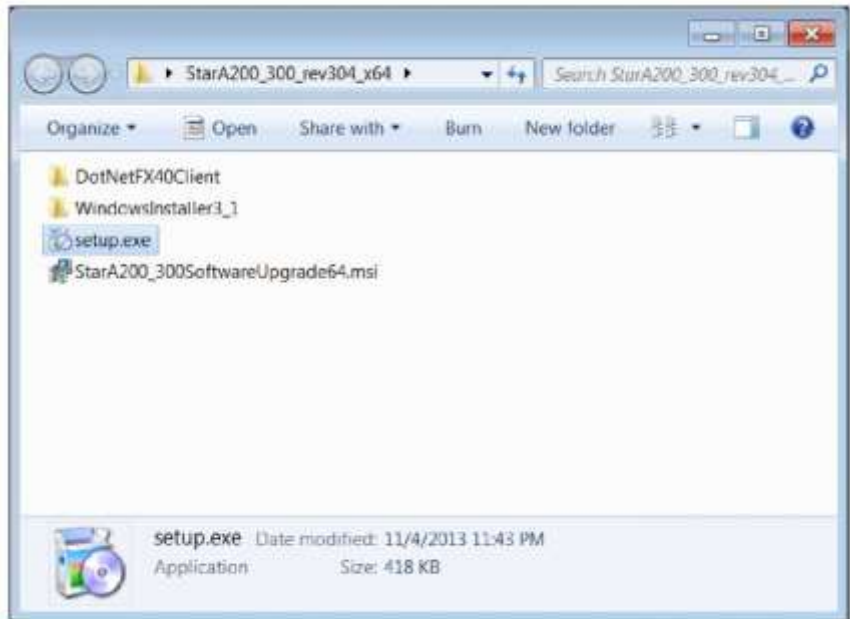 StarA200_300_rev304_x64
Search StarA200_300_rev304_...
Organize Open Share with Burn New folder
DotNetFX40Client
WindowsInstaller3_1
setup.exe
StarA200_300SoftwareUpgrade64.msi
setup.exe Date modified: 11/4/2013 11:43 PM
Application Size: 418 KB